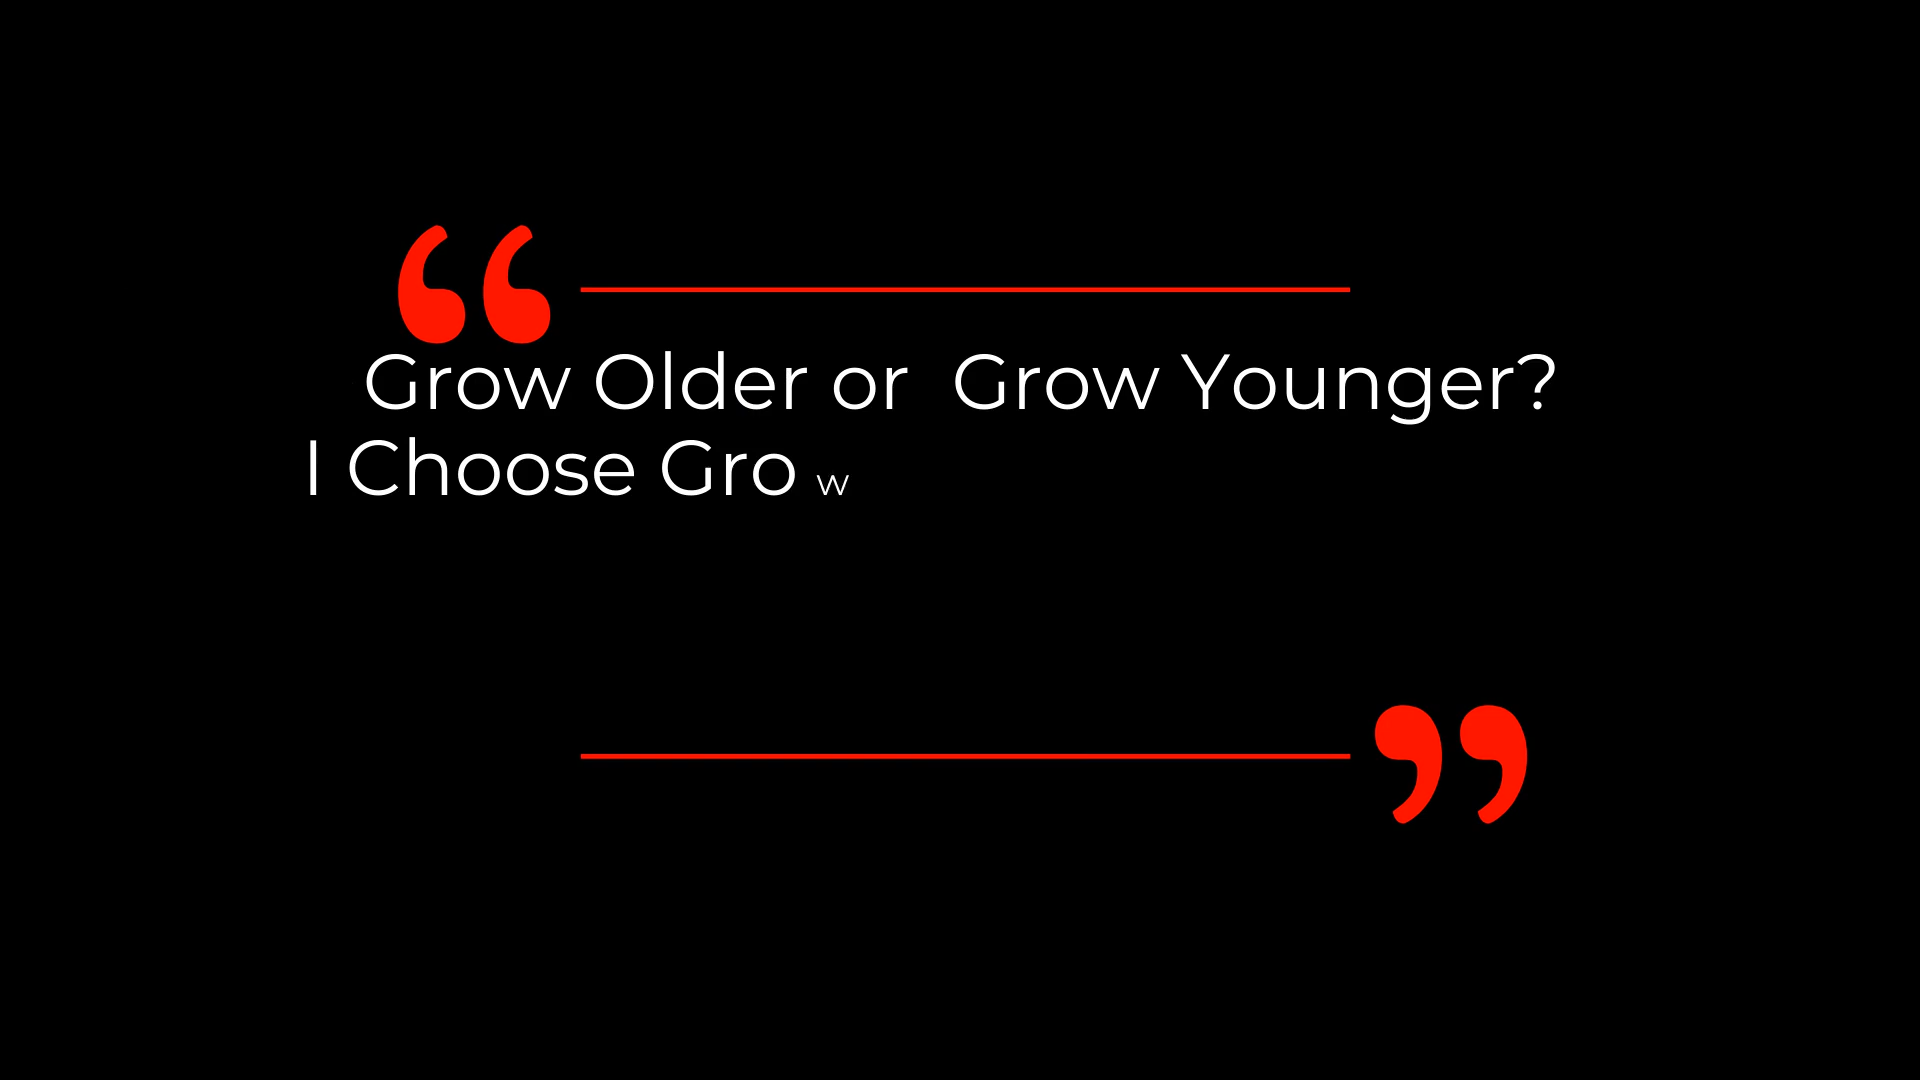 “
Grow Older or  Grow Younger?
I Choose Gro w
”